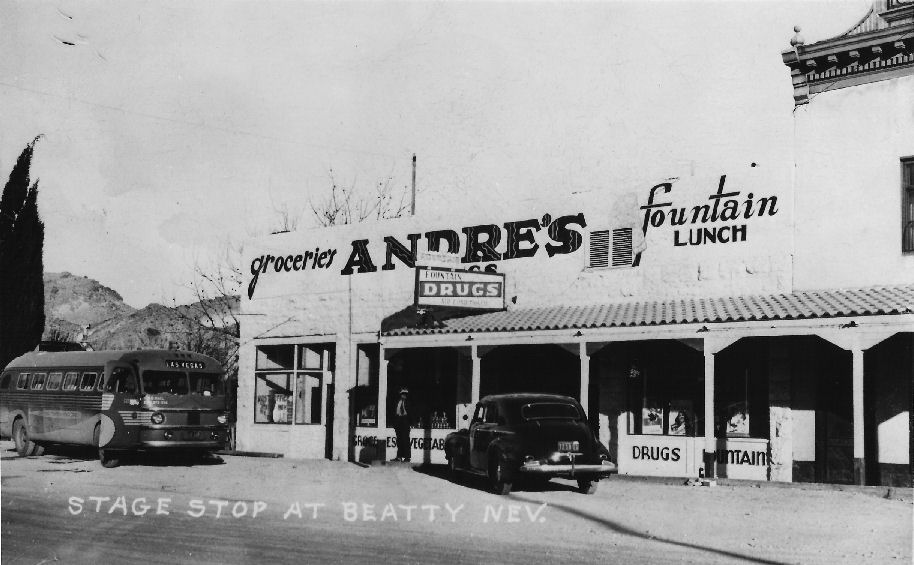 groceries ANDRE'S fountain
LUNCH
FOUNTAIN
DRUGS
LAS VEGAS
DRUGS
STAGE STOP AT BEATTY NEV.